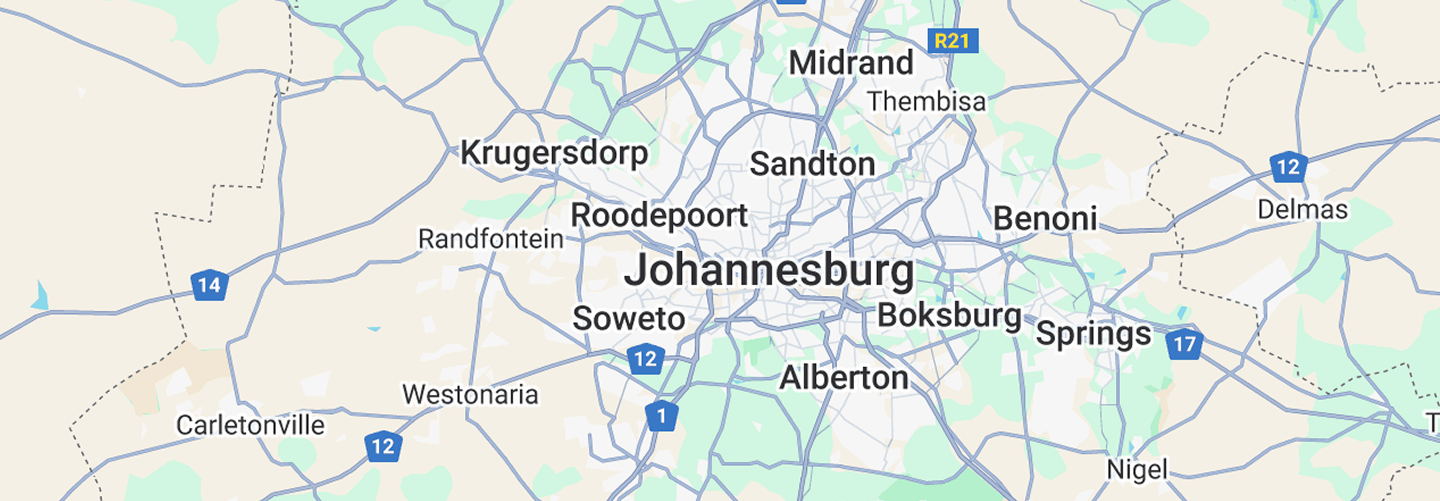 R21
Midrand
Thembisa
Krugersdorp
Sandton
12
Delmas
Roodepoort
Benoni
Randfontein
Johannesburg
14
Soweto
Boksburg
Springs
17
12
Alberton
Westonaria
1
Carletonville
12
Nigel
T